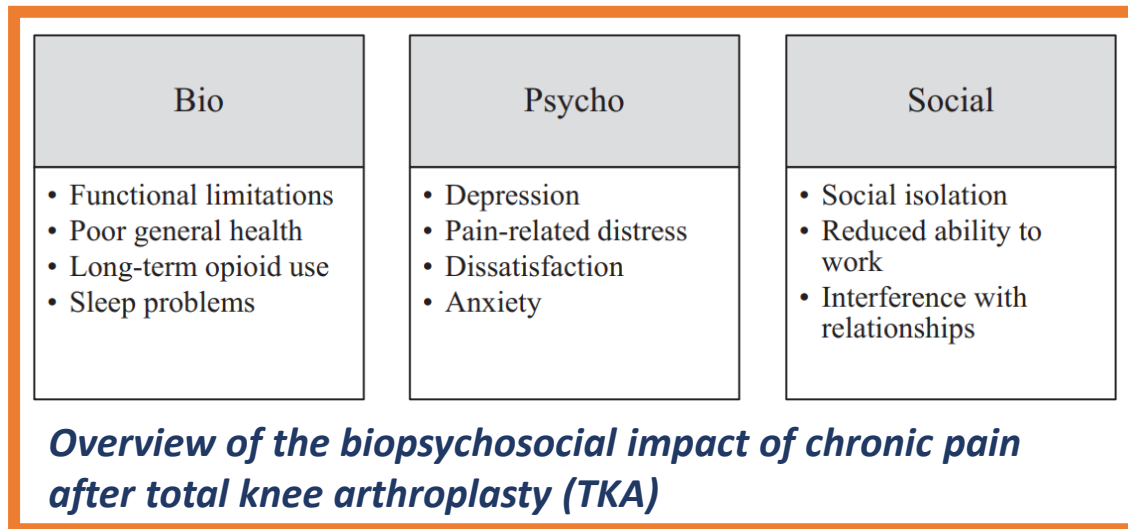 Bio
• Functional limitations
• Poor general health
• Long-term opioid use
• Sleep problems
Psycho
• Depression
• Pain-related distress
• Dissatisfaction
• Anxiety
Social
• Social isolation
• Reduced ability to
work
• Interference with
relationships
Overview of the biopsychosocial impact of chronic pain
after total knee arthroplasty (TKA)